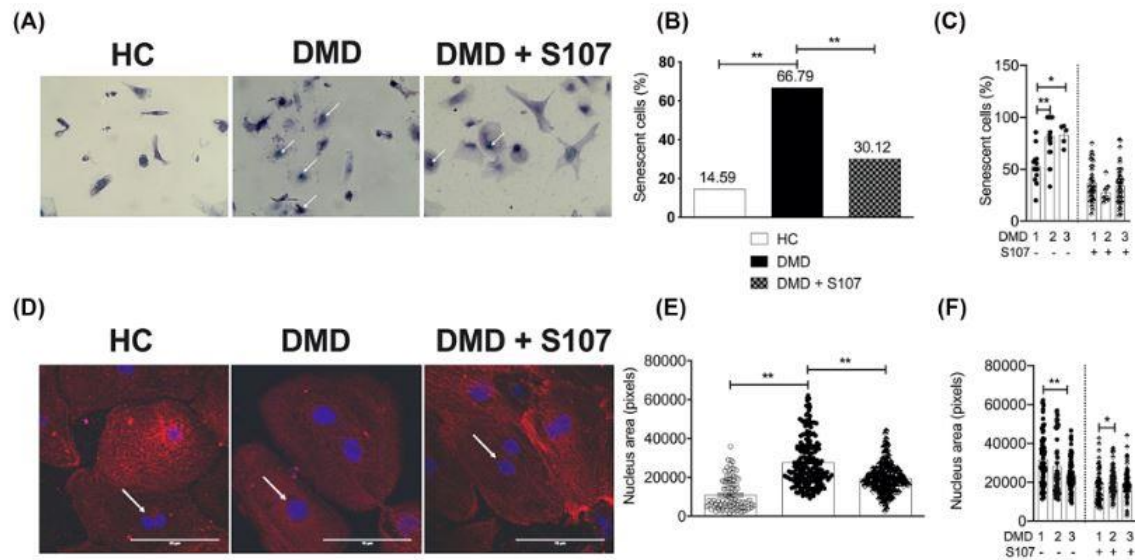 (A)
HC
DMD
DMD + S107
(B)
Senescent cells (%)
80
60
40
20
0
**
**
14.59
66.79
30.12
HC
DMD
DMD + S107
(C)
Senescent cells (%)
150
100
50
0
*
**
DMD 1 2 3 1 2 3
S107 - - - + + +
(D)
HC
DMD
DMD + S107
(E)
Nucleus area (pixels)
80000
60000
40000
20000
0
**
**
(F)
Nucleus area (pixels)
80000
60000
40000
20000
0
**
*
DMD 1 2 3 1 2 3
S107 - - - + + +